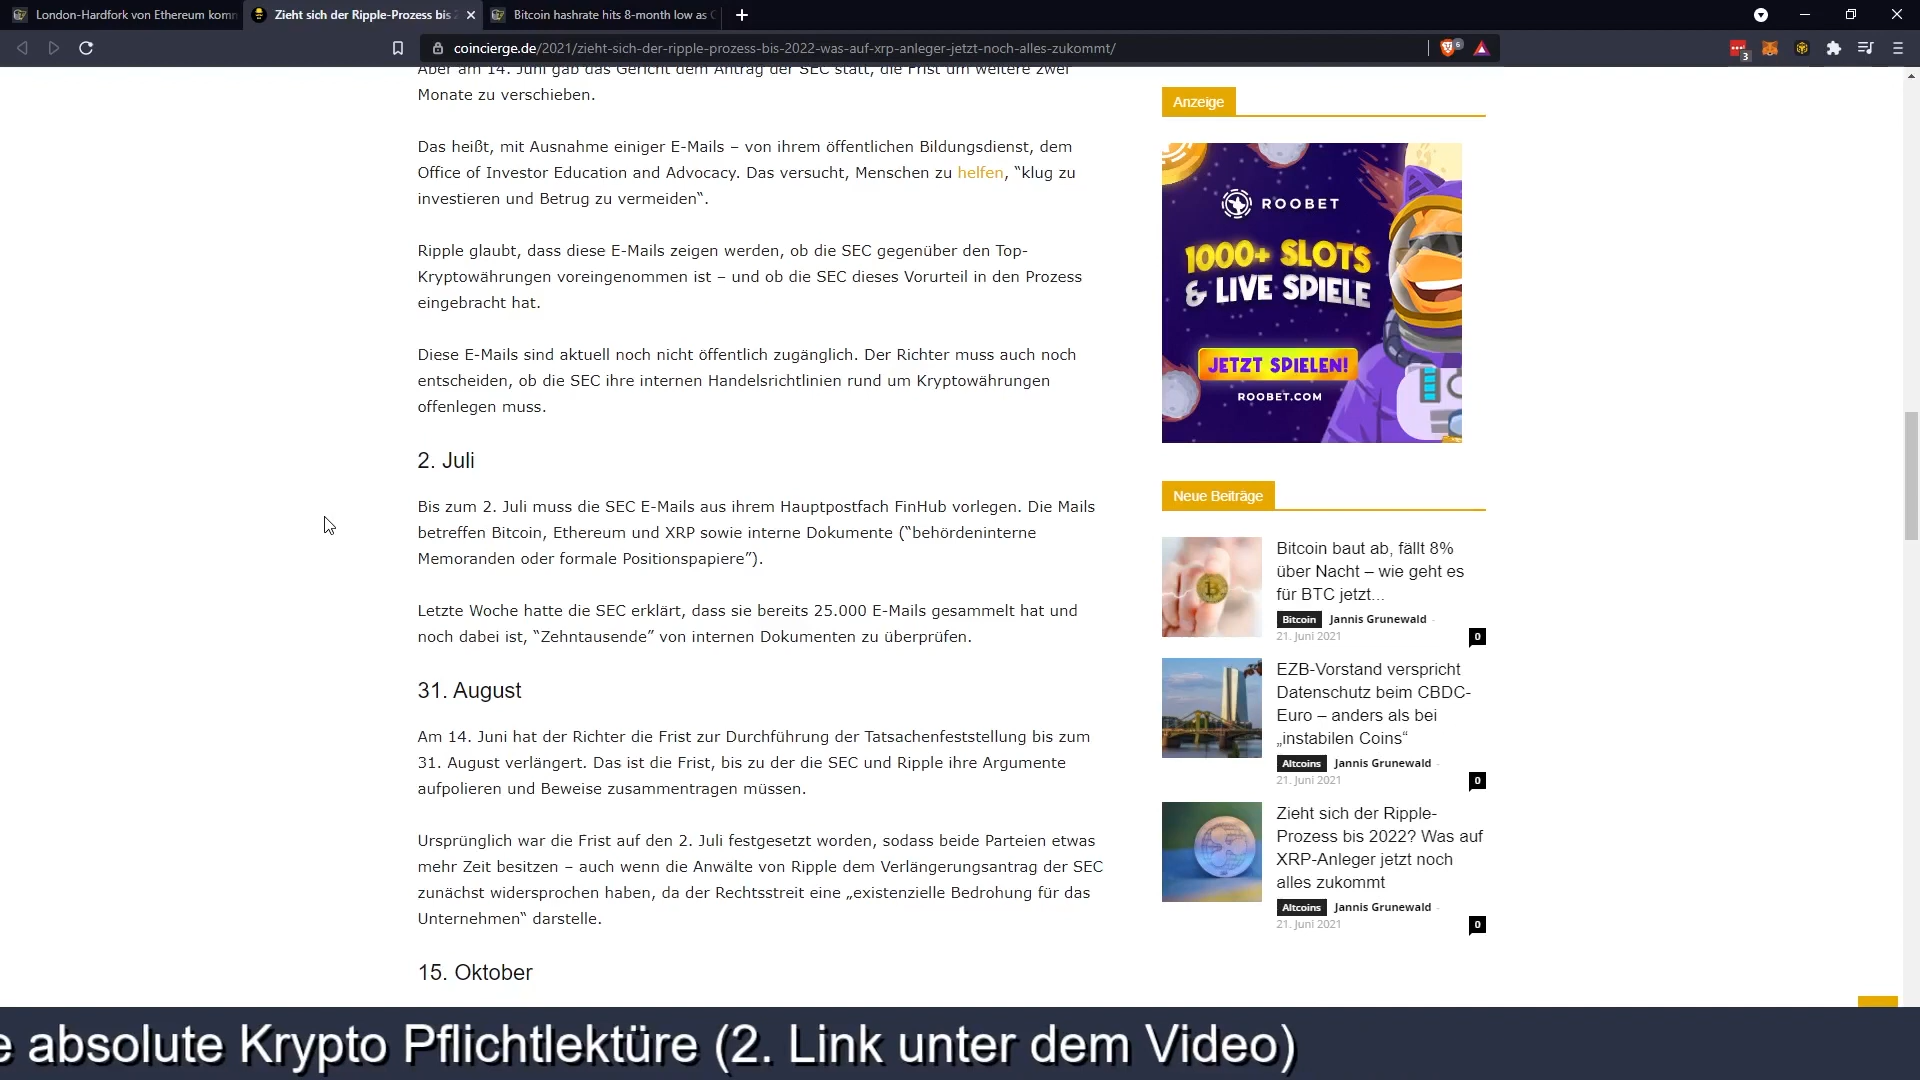 London-Hardfork von Ethereum kom
Zieht sich der Ripple-Prozess bis
Bitcoin hashrate hits 8-month low as
coincierge.de/2021/zieht-sich-der-ripple-prozess-bis-2022-was-auf-xrp-anleger-jetzt-noch-alles-zukommt/
6
3
Aber am 14. Juni gab das Gericht dem Antrag der SEC statt, die Frist um weitere zwei
Monate zu verschieben.
Das heißt, mit Ausnahme einiger E-Mails – von ihrem öffentlichen Bildungsdienst, dem
Office of Investor Education and Advocacy. Das versucht, Menschen zu helfen, “klug zu
investieren und Betrug zu vermeiden“.
Ripple glaubt, dass diese E-Mails zeigen werden, ob die SEC gegenüber den Top-
Kryptowährungen voreingenommen ist – und ob die SEC dieses Vorurteil in den Prozess
eingebracht hat.
Diese E-Mails sind aktuell noch nicht öffentlich zugänglich. Der Richter muss auch noch
entscheiden, ob die SEC ihre internen Handelsrichtlinien rund um Kryptowährungen
offenlegen muss.
2. Juli
Bis zum 2. Juli muss die SEC E-Mails aus ihrem Hauptpostfach FinHub vorlegen. Die Mails
betreffen Bitcoin, Ethereum und XRP sowie interne Dokumente (“behördeninterne
Memoranden oder formale Positionspapiere”).
Letzte Woche hatte die SEC erklärt, dass sie bereits 25.000 E-Mails gesammelt hat und
noch dabei ist, “Zehntausende” von internen Dokumenten zu überprüfen.
31. August
Am 14. Juni hat der Richter die Frist zur Durchführung der Tatsachenfeststellung bis zum
31. August verlängert. Das ist die Frist, bis zu der die SEC und Ripple ihre Argumente
aufpolieren und Beweise zusammentragen müssen.
Ursprünglich war die Frist auf den 2. Juli festgesetzt worden, sodass beide Parteien etwas
mehr Zeit besitzen – auch wenn die Anwälte von Ripple dem Verlängerungsantrag der SEC
zunächst widersprochen haben, da der Rechtsstreit eine „existenzielle Bedrohung für das
Unternehmen“ darstelle.
15. Oktober
Anzeige
ROOBET
1000+ SLOTS
& LIVE SPIELE
JETZT SPIELEN!
ROOBET.COM
Neue Beiträge
Bitcoin baut ab, fällt 8%
über Nacht – wie geht es
für BTC jetzt...
Bitcoin Jannis Grunewald -
21. Juni 2021
0
EZB-Vorstand verspricht
Datenschutz beim CBDC-
Euro – anders als bei
„instabilen Coins“
Altcoins Jannis Grunewald -
21. Juni 2021
0
Zieht sich der Ripple-
Prozess bis 2022? Was auf
XRP-Anleger jetzt noch
alles zukommt
Altcoins Jannis Grunewald -
21. Juni 2021
0
e absolute Krypto Pflichtlektüre (2. Link unter dem Video)